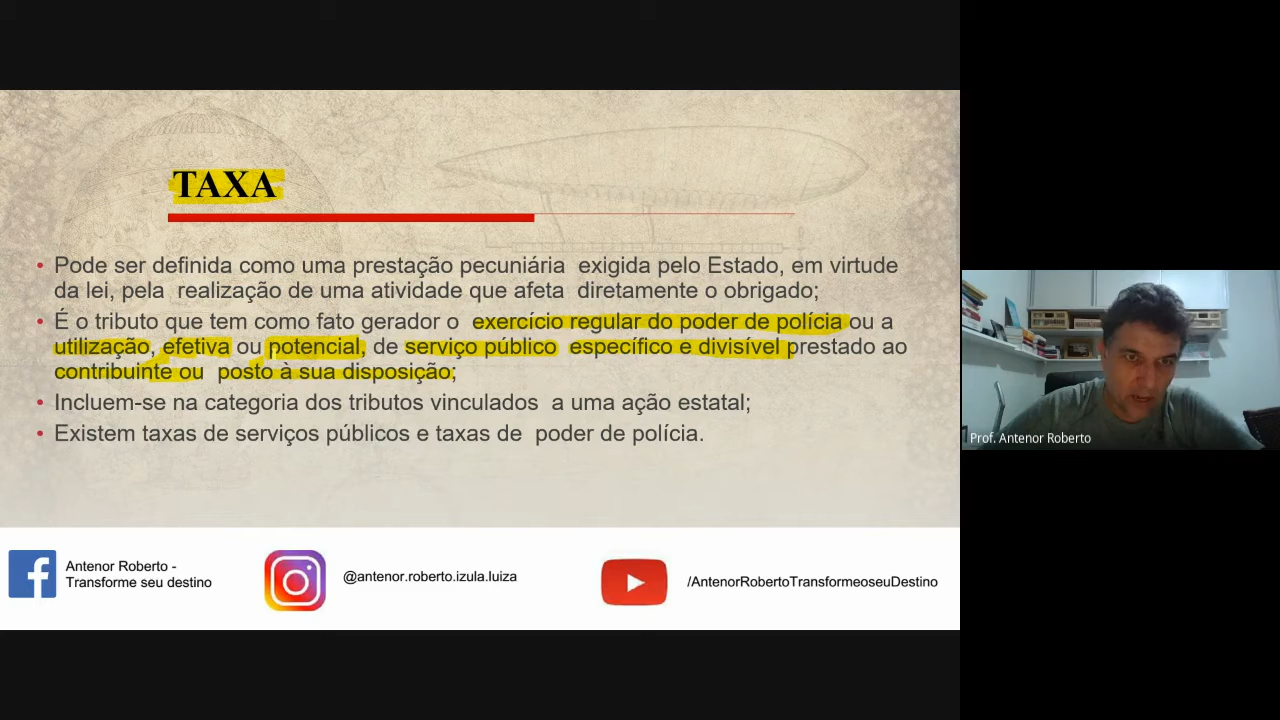 TAXA
• Pode ser definida como uma prestação pecuniária exigida pelo Estado, em virtude
da lei, pela realização de uma atividade que afeta diretamente o obrigado;
• É o tributo que tem como fato gerador o exercício regular do poder de polícia ou a
utilização, efetiva ou potencial, de serviço público específico e divisível prestado ao
contribuinte ou posto à sua disposição;
• Incluem-se na categoria dos tributos vinculados a uma ação estatal;
• Existem taxas de serviços públicos e taxas de poder de polícia.
Prof. Antenor Roberto
Antenor Roberto -
Transforme seu destino
@antenor.roberto.izula.luiza
/AntenorRobertoTransformeoseuDestino